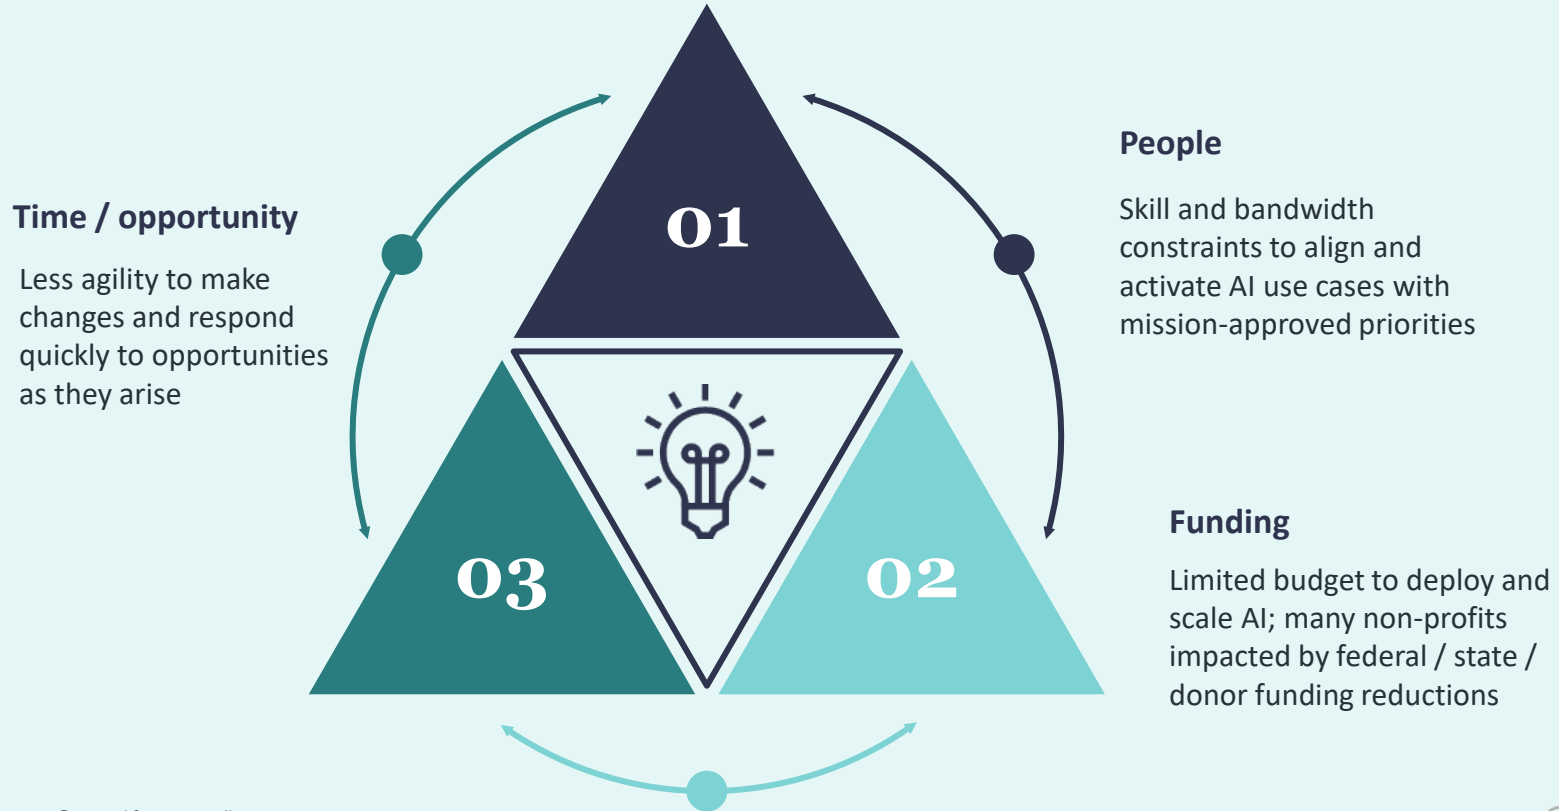 01
People
Skill and bandwidth
constraints to align and
activate AI use cases with
mission-approved priorities
Time / opportunity
Less agility to make
changes and respond
quickly to opportunities
as they arise
03
02
Funding
Limited budget to deploy and
scale AI; many non-profits
impacted by federal / state /
donor funding reductions